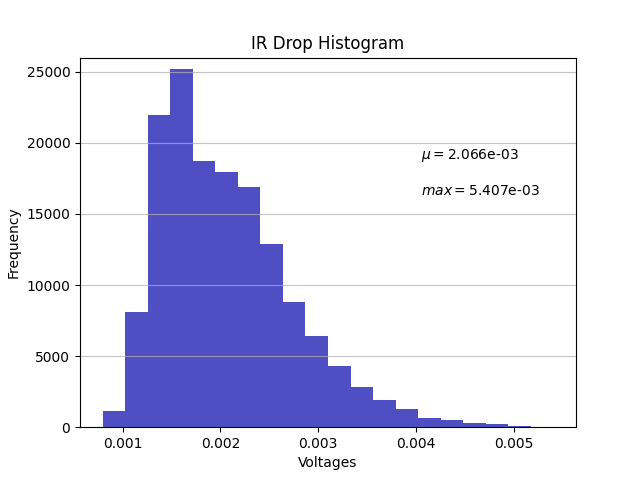 IR Drop Histogram
Frequency
25000
20000
15000
10000
5000
0
μ = 2.066e-03
max = 5.407e-03
0.001 0.002 0.003 0.004 0.005
Voltages